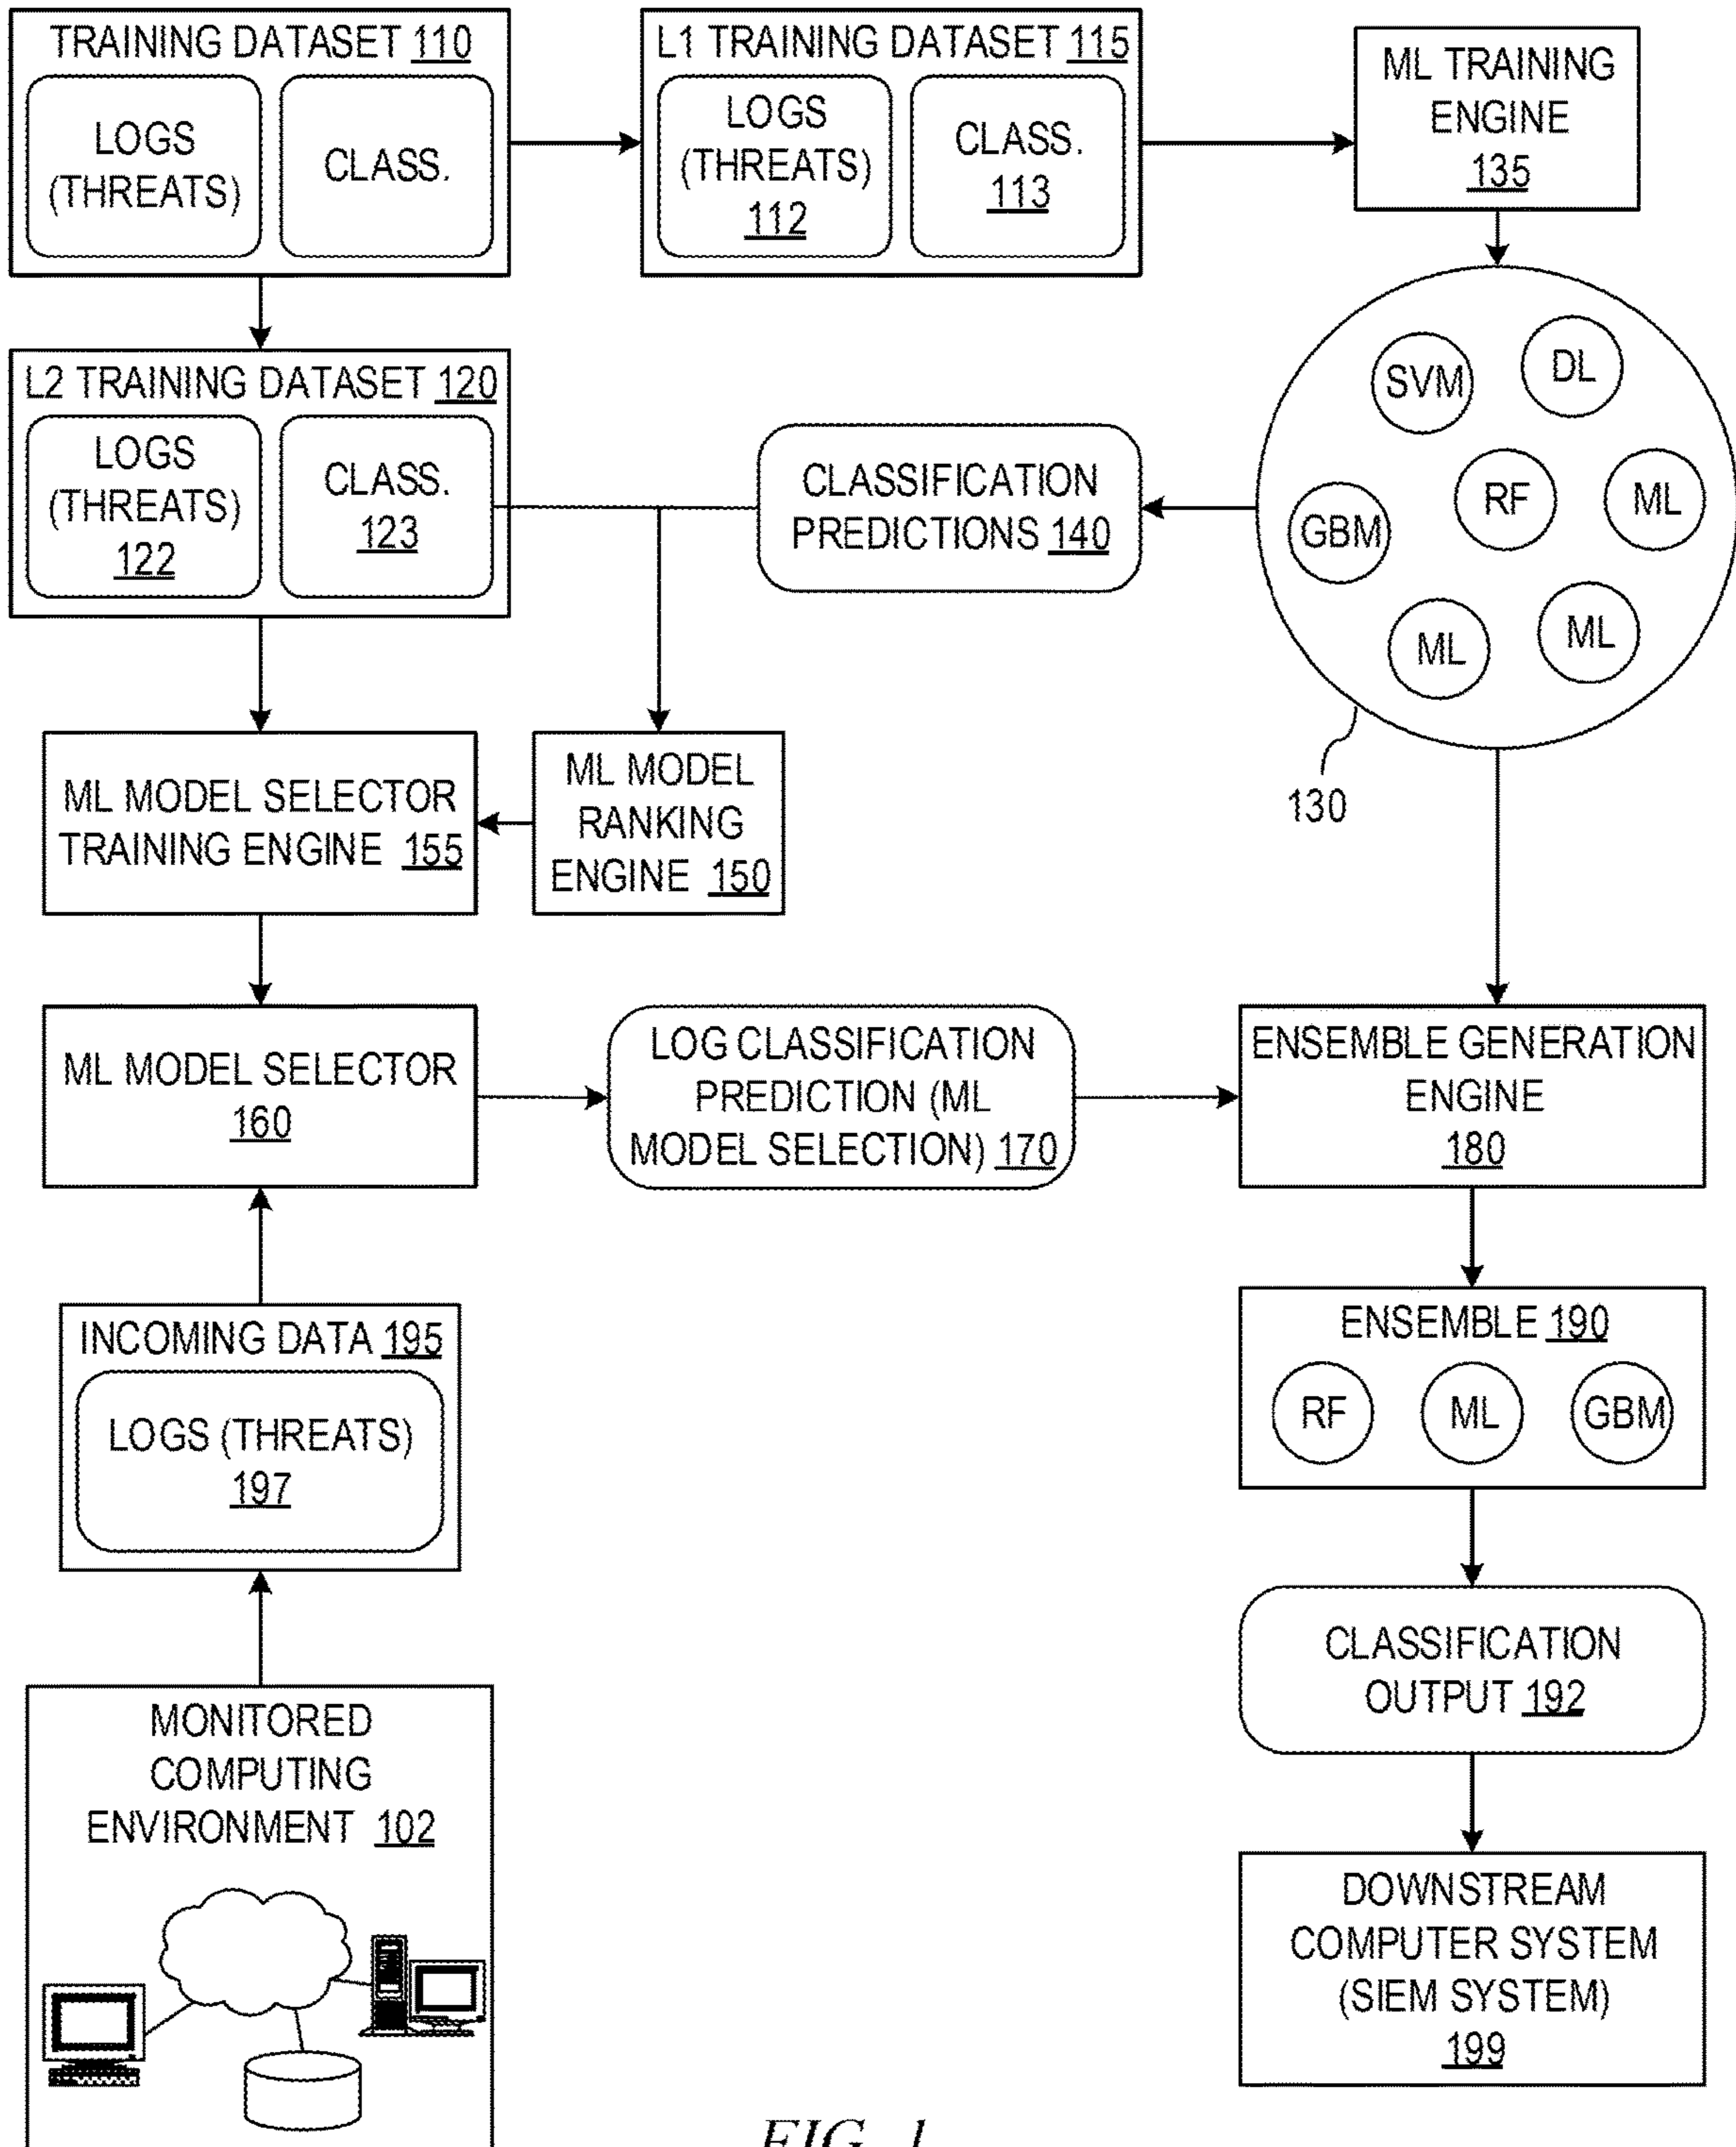 TRAINING DATASET 110
LOGS
(THREATS)
CLASS.
L1 TRAINING DATASET 115
LOGS
(THREATS)
112
CLASS.
113
ML TRAINING
ENGINE
135
L2 TRAINING DATASET 120
LOGS
(THREATS)
122
CLASS.
123
CLASSIFICATION
PREDICTIONS 140
SVM
DL
GBM
RF
ML
ML
ML
130
ML MODEL SELECTOR
TRAINING ENGINE 155
ML MODEL
RANKING
ENGINE 150
ML MODEL SELECTOR
160
LOG CLASSIFICATION
PREDICTION (ML
MODEL SELECTION) 170
ENSEMBLE GENERATION
ENGINE
180
INCOMING DATA 195
LOGS (THREATS)
197
ENSEMBLE 190
RF
ML
GBM
CLASSIFICATION
OUTPUT 192
MONITORED
COMPUTING
ENVIRONMENT 102
DOWNSTREAM
COMPUTER SYSTEM
(SIEM SYSTEM)
199
FIG. 1